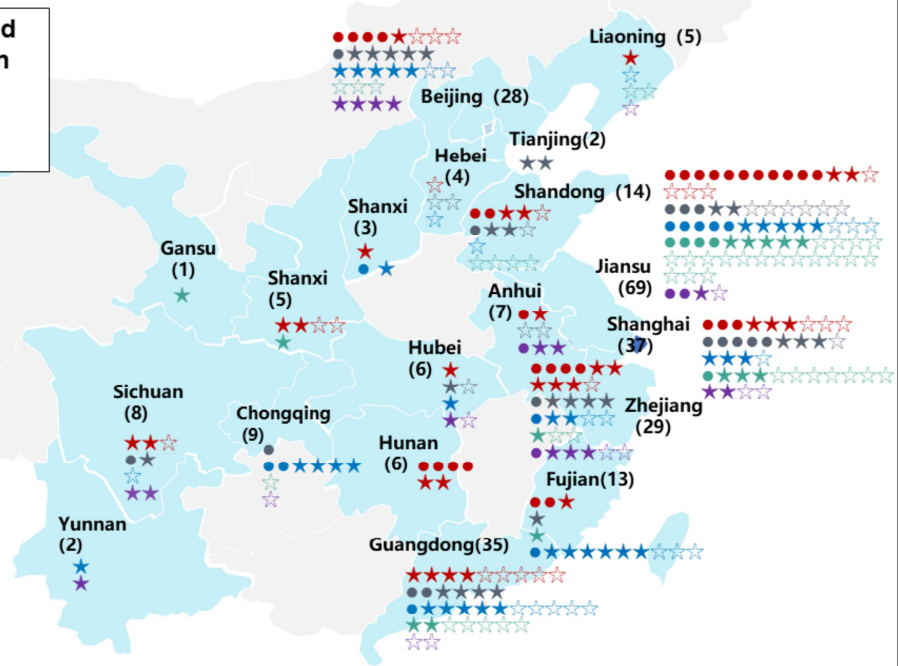 d
n
Liaoning (5)
Beijing (28)
Tianjing(2)
Hebei
(4)
Shandong (14)
Shanxi
(3)
Gansu
(1)
Shanxi
(5)
Jiansu
(69)
Anhui
(7)
Shanghai
(37)
Hubei
(6)
Sichuan
(8)
Chongqing
(9)
Zhejiang
(29)
Hunan
(6)
Fujian(13)
Yunnan
(2)
Guangdong(35)